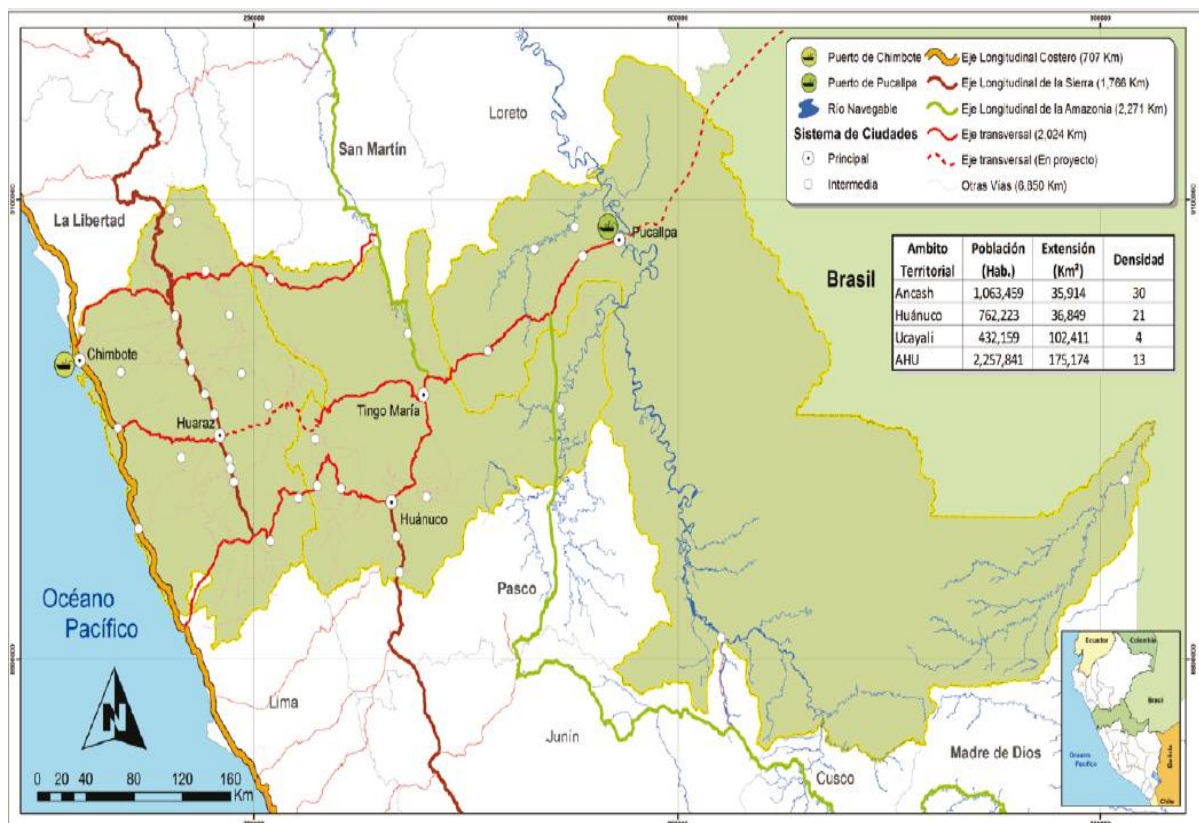 Puerto de Chimbote
Puerto de Pucallpa
Río Navegable
Sistema de Ciudades
Principal
Intermedia
Eje Longitudinal Costero (707 Km)
Eje Longitudinal de la Sierra (1,766 Km)
Eje Longitudinal de la Amazonia (2,271 Km)
Eje transversal (2,024 Km)
Eje transversal (En proyecto)
Otras Vías (6,850 Km)
Ambito Territorial Población (Hab.) Extensión (Km²) Densidad
Ancash 1,063,459 35,914 30
Huánuco 762,223 36,849 21
Ucayali 432,159 102,411 4
AHU 2,257,841 175,174 13
Loreto
San Martín
La Libertad
Pucallpa
Brasil
Chimbote
Tingo María
Huaraz
Huánuco
Pasco
Océano
Pacífico
Lima
Junín
Madre de Dios
Cusco
N
0 20 40 80 120 160
Km
Ecuador
Colombia
Brasil
Océano
Pacífico
Chile